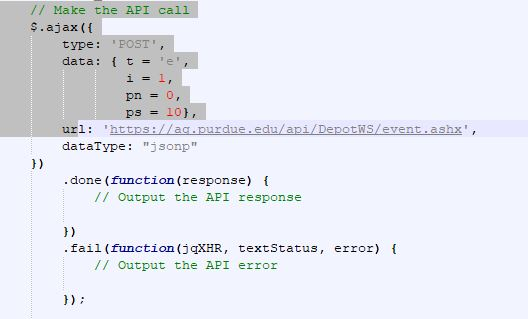 // Make the API call
$.ajax({
type: 'POST',
data: { t = 'e',
i = 1,
pn = 0,
ps = 10},
url: 'https://ag.purdue.edu/api/DepotWS/event.ashx',
dataType: "jsonp"
})
.done(function(response) {
// Output the API response
})
.fail(function(jqXHR, textStatus, error) {
// Output the API error
});